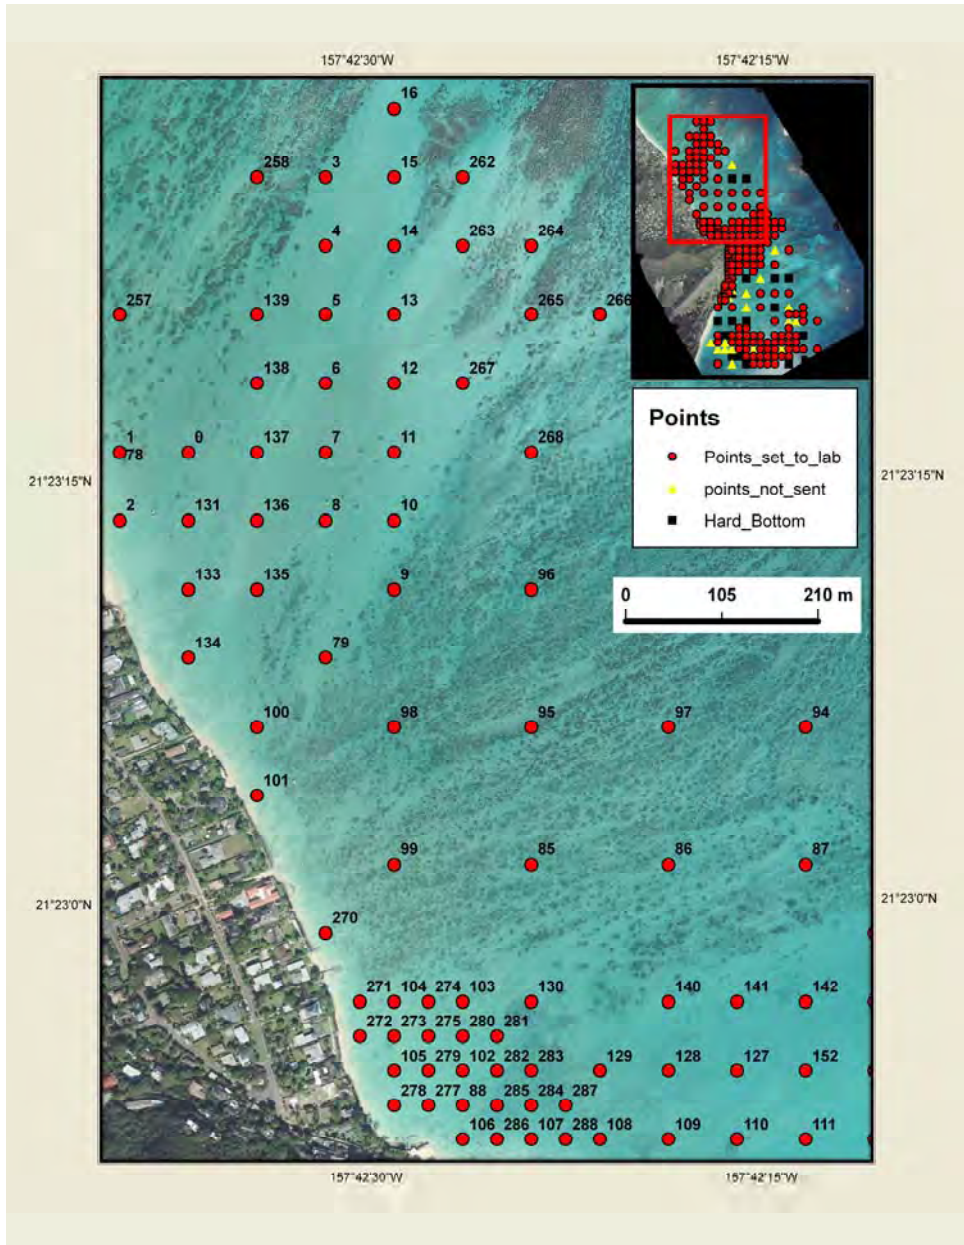 157°42'30"W 157°42'15"W
16
258 3 15 262
4 14 263 264
257 139 5 13 265 266
138 6 12 267
1 0 137 7 11 268
78
Points
Points_set_to_lab
points_not_sent
Hard_Bottom
21°23'15"N 21°23'15"N
2 131 136 8 10
133 135 9 96
0 105 210 m
134 79
100 98 95 97 94
101
99 85 86 87
21°23'0"N 21°23'0"N
270
271 104 274 103 130 140 141 142
272 273 275 280 281
105 279 102 282 283 129 128 127 152
278 277 88 285 284 287
106 286 107 288 108 109 110 111
157°42'30"W 157°42'15"W